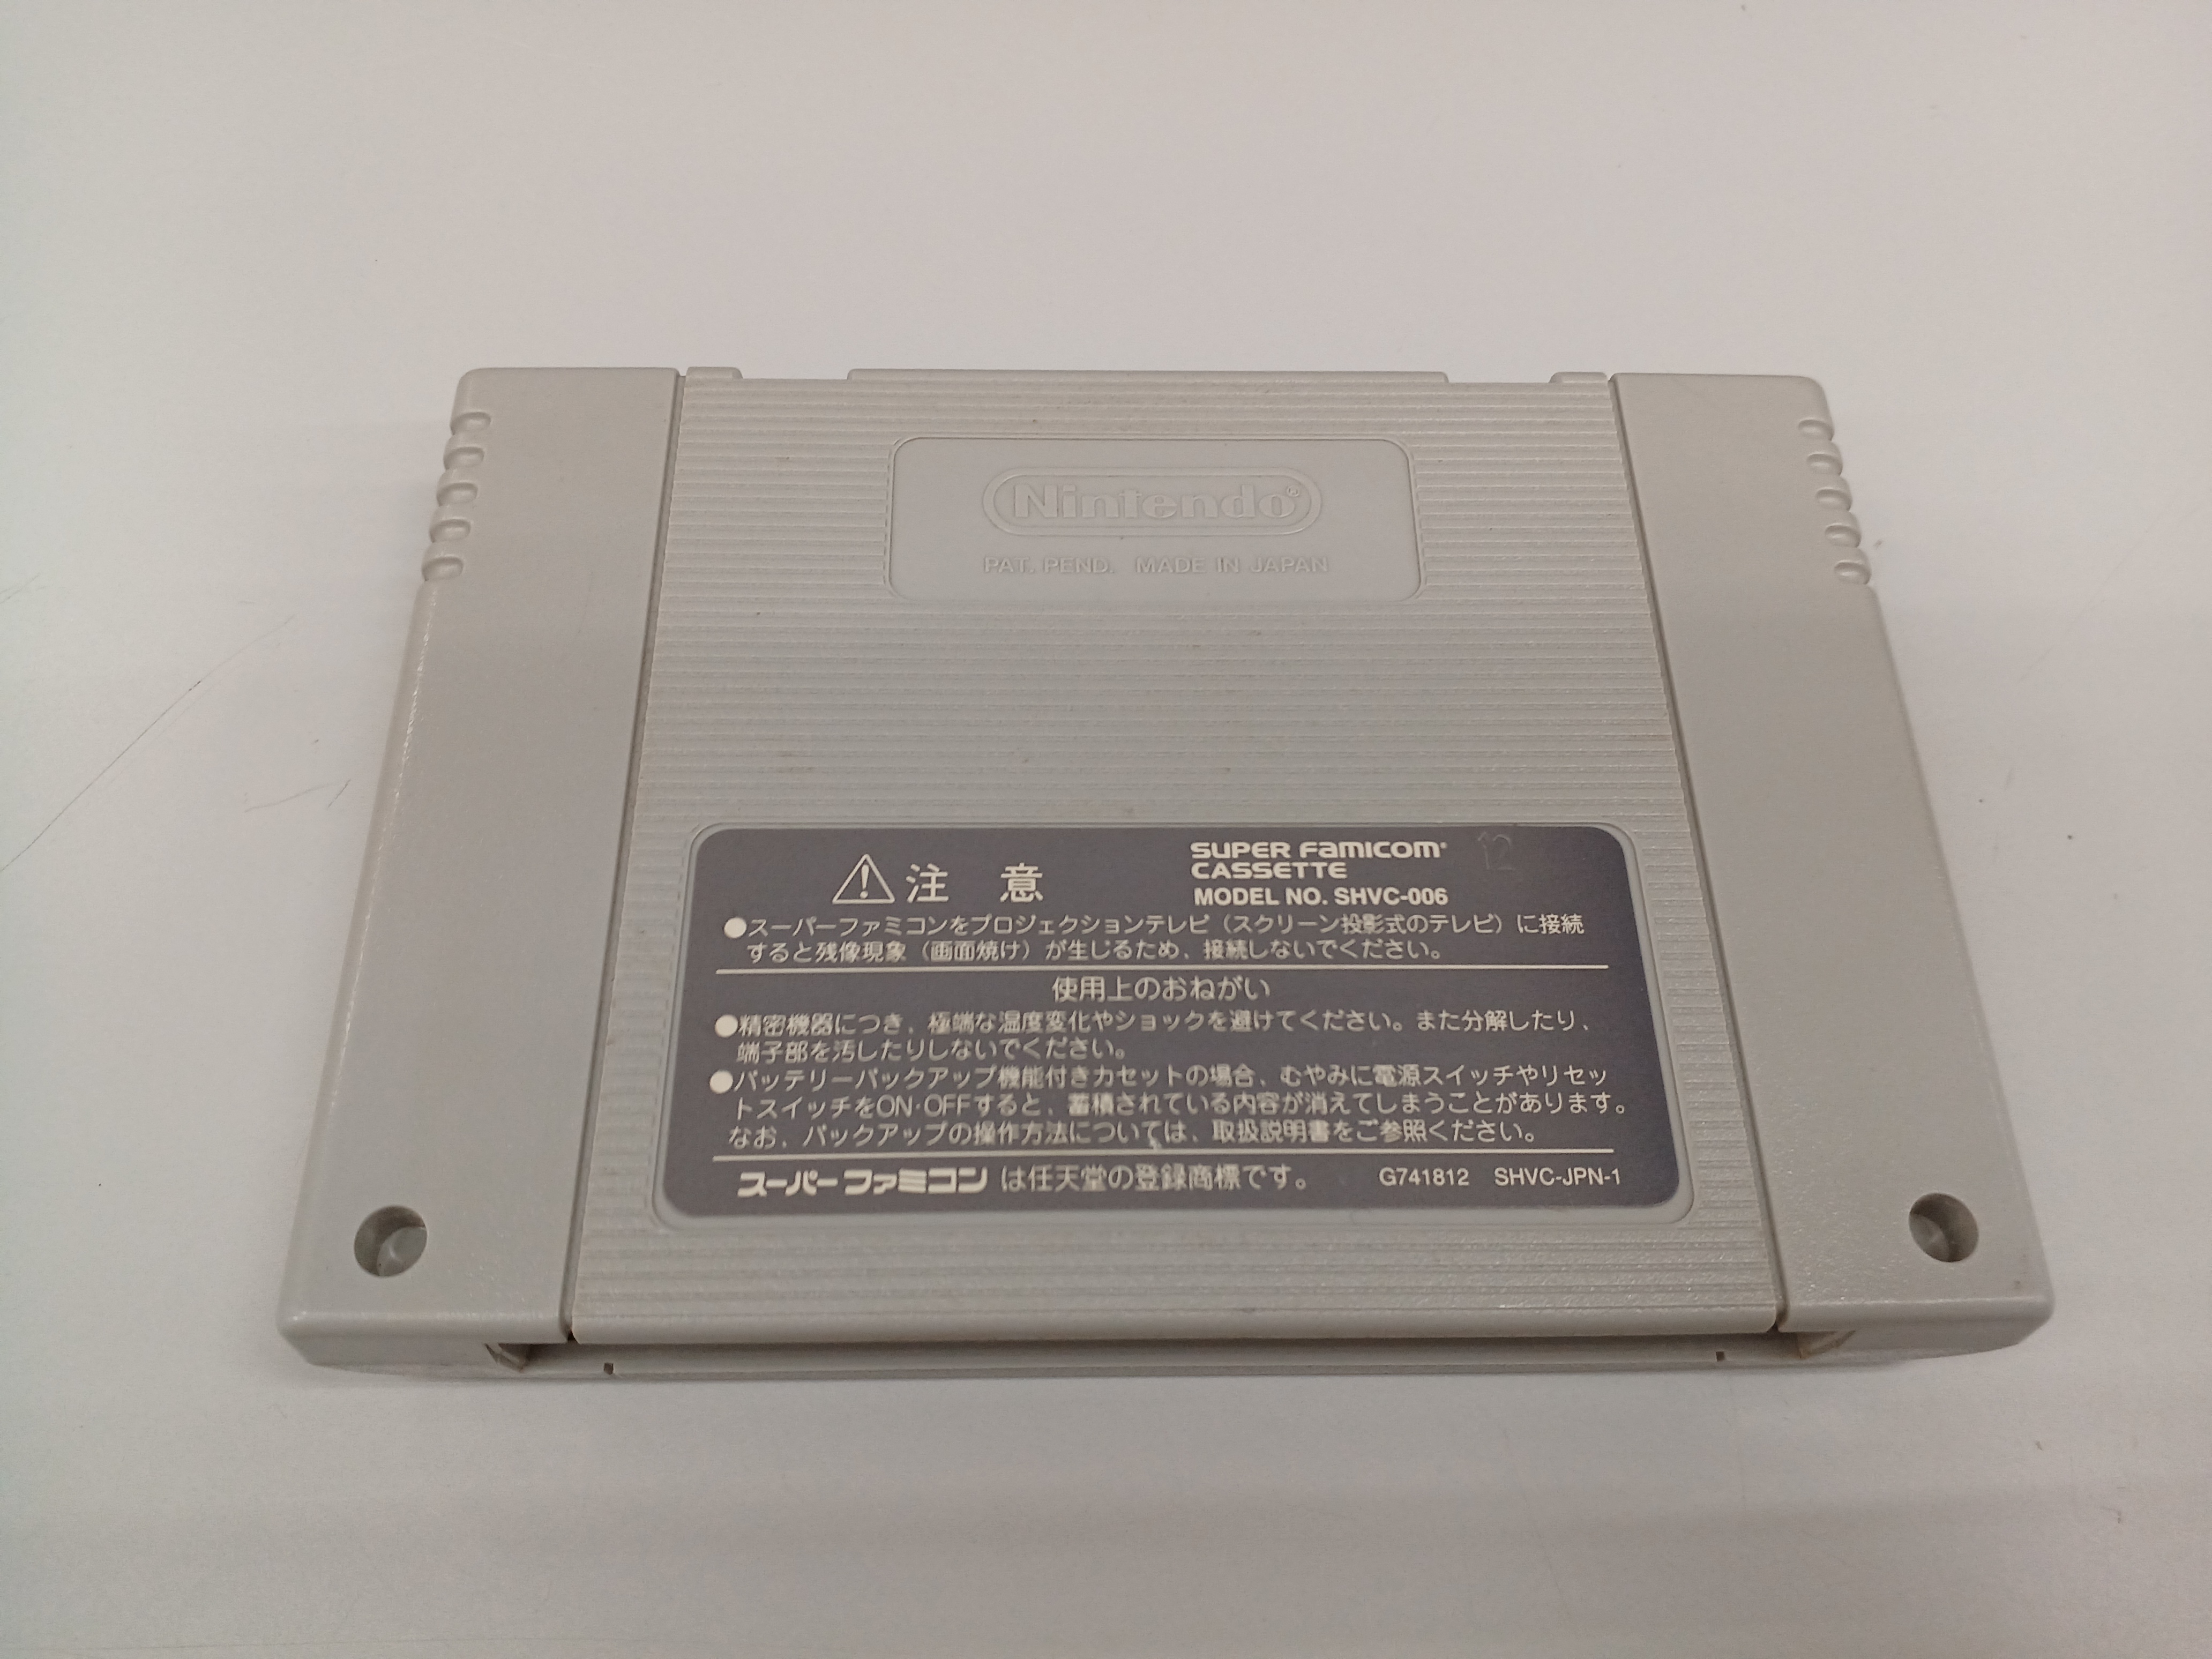 Nintendo®
PAT. PEND. MADE IN JAPAN
注 意
SUPER FAMICOM
CASSETTE
12
MODEL NO. SHVC-006
●スーパーファミコンをプロジェクションテレビ（スクリーン投影式のテレビ）に接続
すると残像現象（画面焼け）が生じるため、接続しないでください。
使用上のおねがい
●精密機器につき、極端な温度変化やショックを避けてください。また分解したり、
端子部を汚したりしないでください。
●バッテリーバックアップ機能付きカセットの場合、むやみに電源スイッチやリセッ
トスイッチをON·OFFすると、蓄積されている内容が消えてしまうことがあります。
なお、バックアップの操作方法については、取扱説明書をご参照ください。
スーパーファミコンは任天堂の登録商標です。 G741812 SHVC-JPN-1